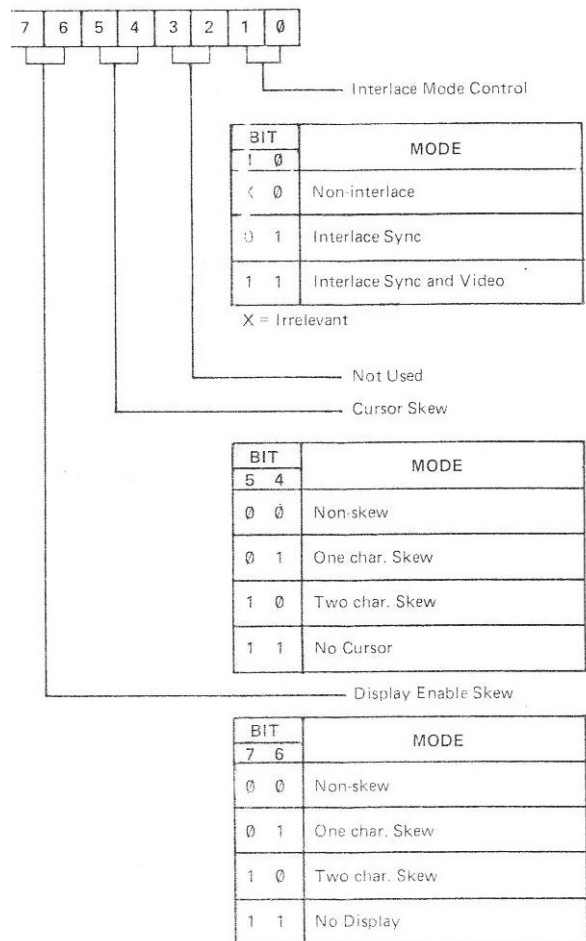 7 6 5 4 3 2 1 Ø
Interlace Mode Control
BIT MODE
1 Ø
X Ø Non-interlace
Ø 1 Interlace Sync
1 1 Interlace Sync and Video
X = Irrelevant
Not Used
Cursor Skew
BIT MODE
5 4
Ø Ø Non-skew
Ø 1 One char. Skew
1 Ø Two char. Skew
1 1 No Cursor
Display Enable Skew
BIT MODE
7 6
Ø Ø Non-skew
Ø 1 One char. Skew
1 Ø Two char. Skew
1 1 No Display